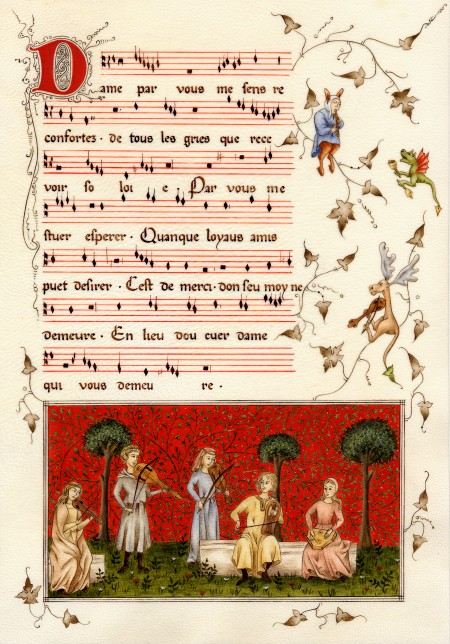 Dame par vous me sens re
confortez · de tous les gries que rece
voir so loi e · Par vous me
stuer esperer · Quanque loyaus amis
puet desirer · Cest de merci · don seu moy ne
demeure · En lieu dou cuer dame
qui vous demeu re ·